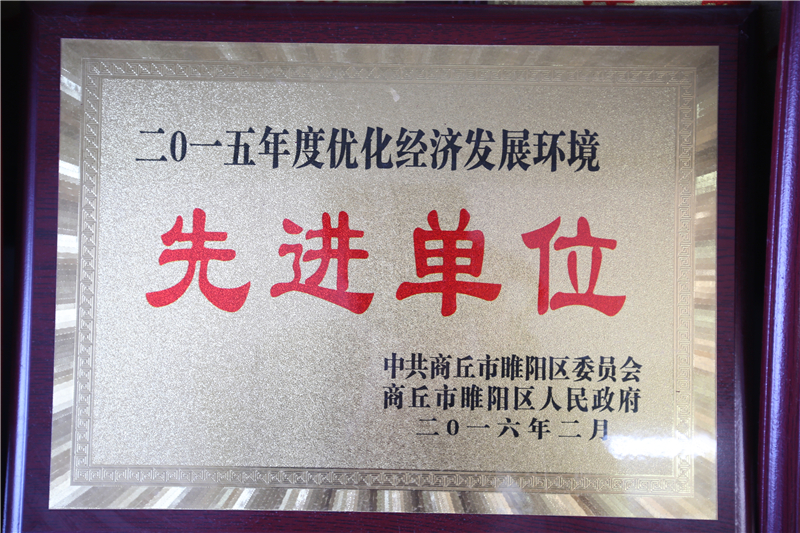 二0一五年度优化经济发展环境
先进单位
中共商丘市睢阳区委员会
商丘市睢阳区人民政府
二0一六年二月